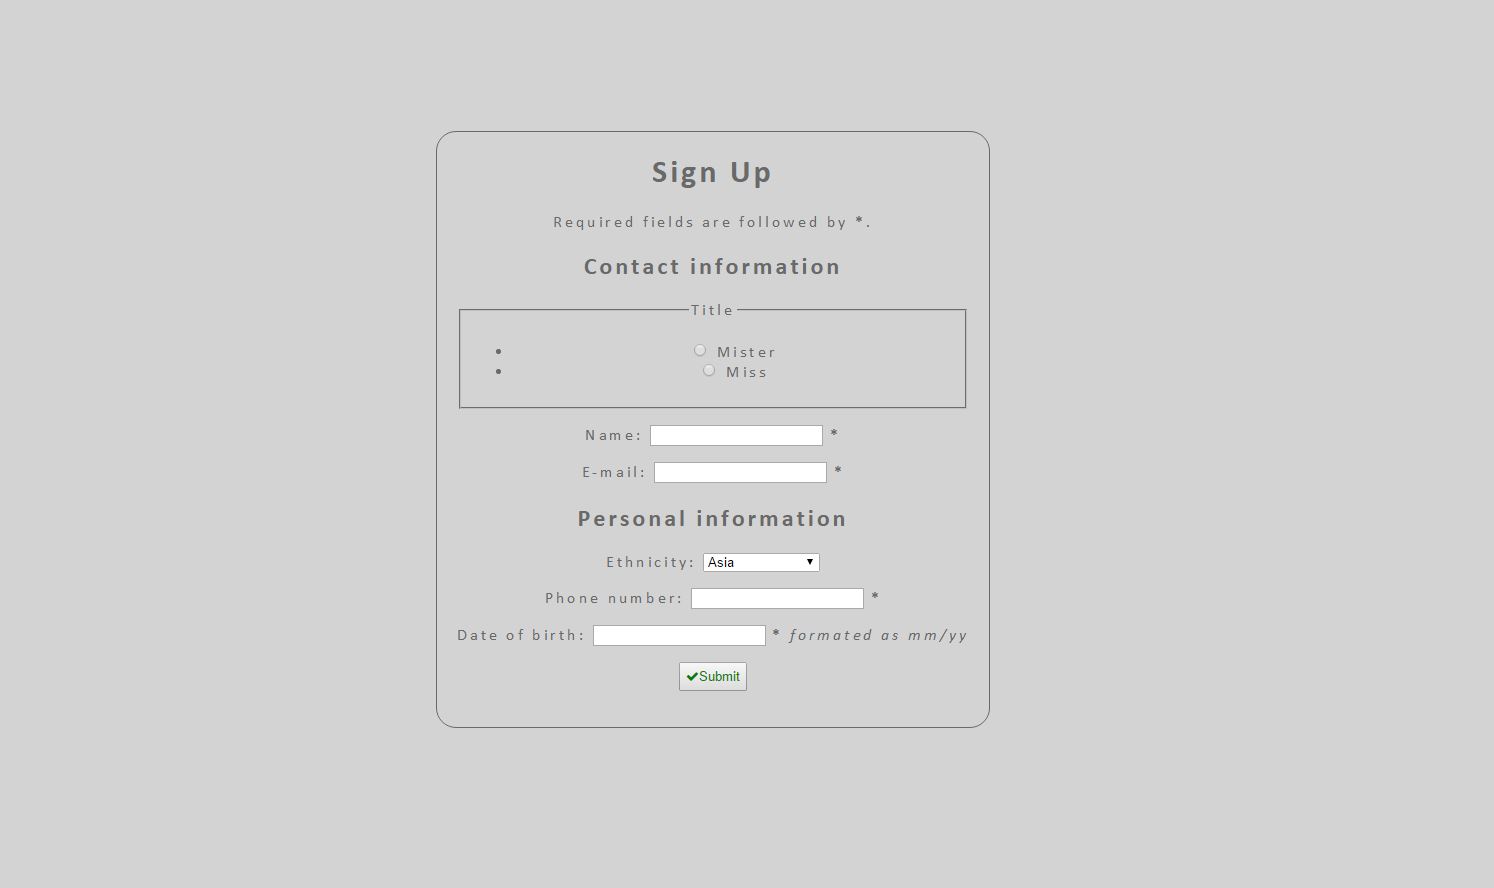 Sign Up
Required fields are followed by *.
Contact information
Title
• Mister
• Miss
Name: *
E-mail: *
Personal information
Ethnicity: Asia
Phone number: *
Date of birth: * formated as mm/yy
✔Submit